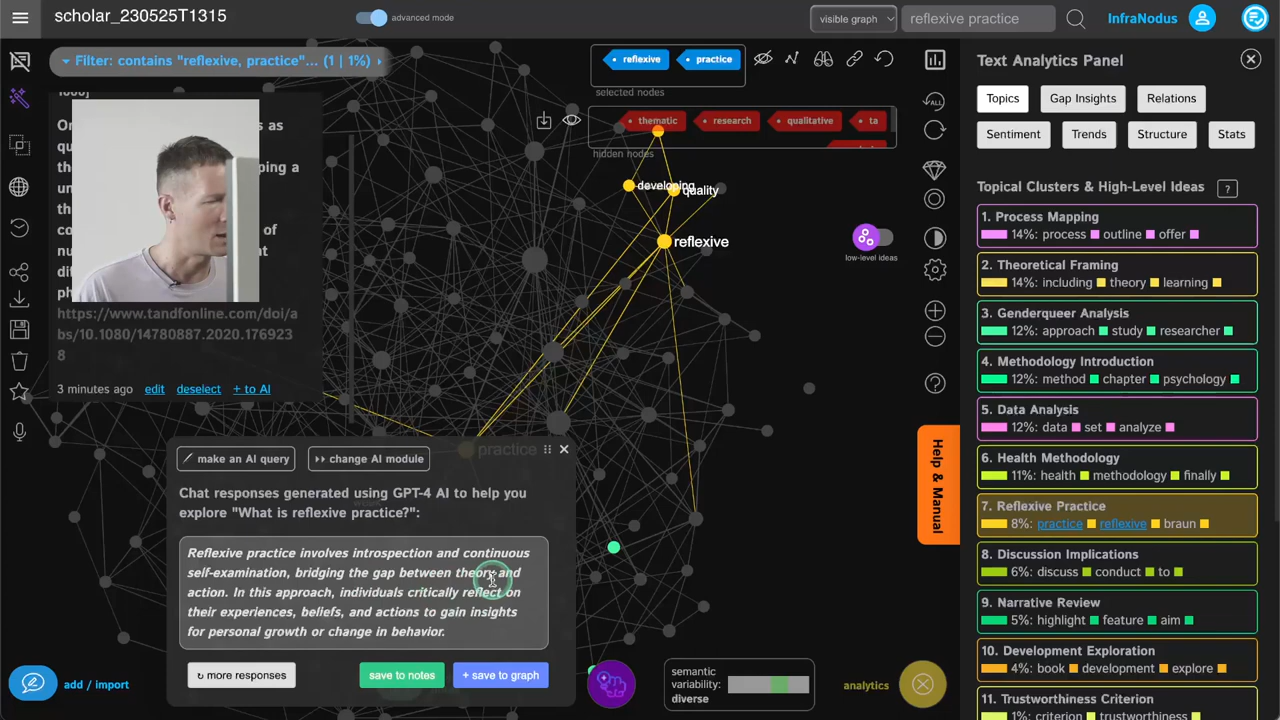 scholar_230525T1315
advanced mode
visible graph
reflexive practice
InfraNodus
Filter: contains "reflexive, practice"... (1 | 1%)
reflexive
practice
selected nodes
thematic
research
qualitative
ta
hidden nodes
as
ping a
of
https://www.tandfonline.com/doi/a
bs/10.1080/14780887.2020.176923
8
3 minutes ago
edit
deselect
+ to AI
developing
quality
reflexive
practice
low-level ideas
make an AI query
change AI module
Chat responses generated using GPT-4 AI to help you
explore "What is reflexive practice?":
Reflexive practice involves introspection and continuous
self-examination, bridging the gap between theory and
action. In this approach, individuals critically reflect on
their experiences, beliefs, and actions to gain insights
for personal growth or change in behavior.
↻ more responses
save to notes
+ save to graph
add / import
semantic
variability:
diverse
analytics
Help & Manual
ALL
Text Analytics Panel
Topics
Gap Insights
Relations
Sentiment
Trends
Structure
Stats
Topical Clusters & High-Level Ideas
?
1. Process Mapping
14%: process outline offer
2. Theoretical Framing
14%: including theory learning
3. Genderqueer Analysis
12%: approach study researcher
4. Methodology Introduction
12%: method chapter psychology
5. Data Analysis
12%: data set analyze
6. Health Methodology
11%: health methodology finally
7. Reflexive Practice
8%: practice reflexive braun
8. Discussion Implications
6%: discuss conduct to
9. Narrative Review
5%: highlight feature aim
10. Development Exploration
4%: book development explore
11. Trustworthiness Criterion
1%: criterion trustworthiness